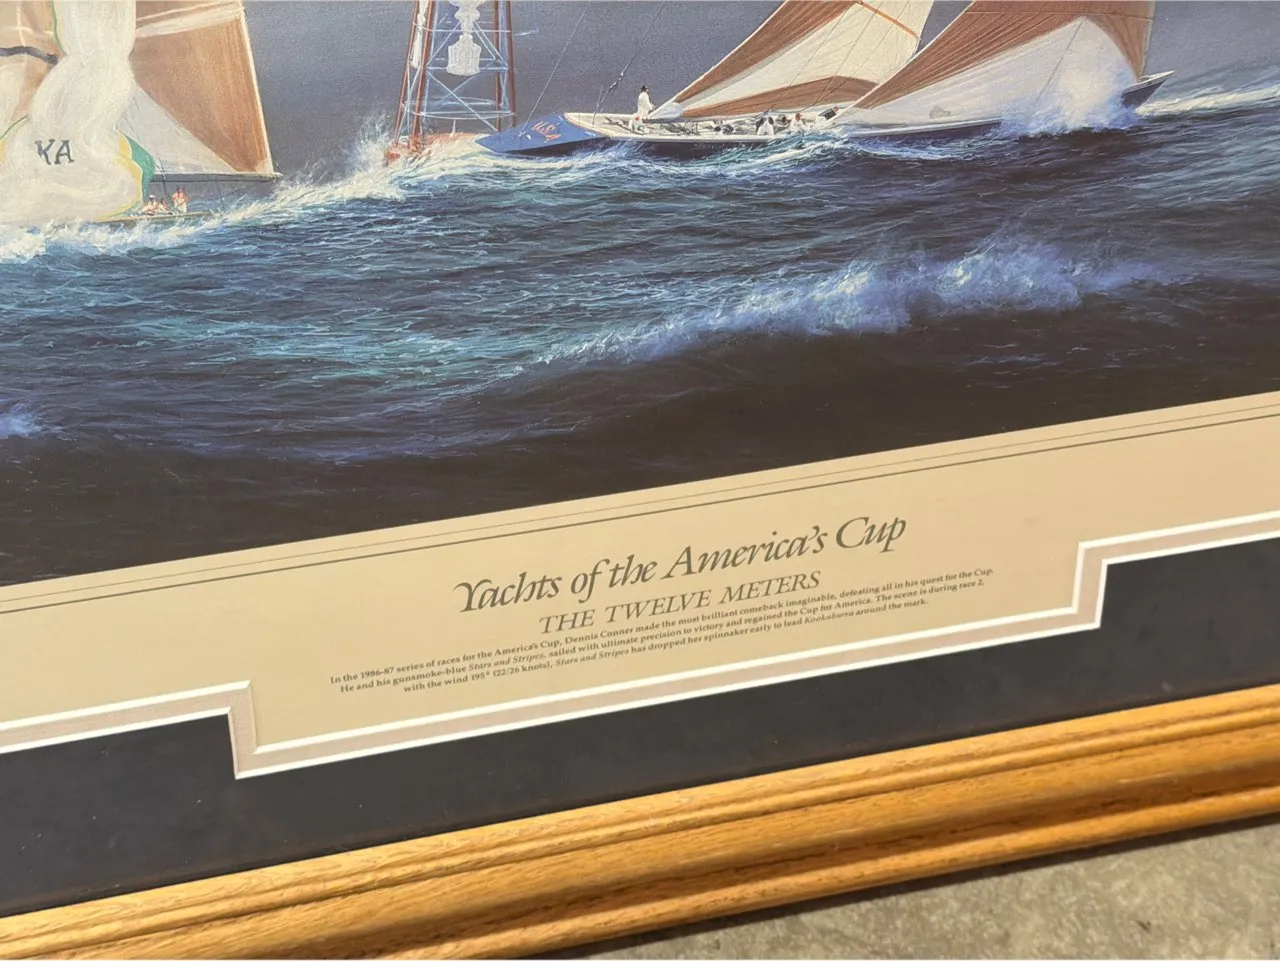 KA
USA
Yachts of the America's Cup
THE TWELVE METERS
In the 1986-87 series of races for the America's Cup, Dennis Conner made the most brilliant comeback imaginable, defeating all in his quest for the Cup.
He and his gunsmoke-blue Stars and Stripes, sailed with ultimate precision to victory and regained the Cup for America. The scene is during race 2,
with the wind 195° (22/26 knots), Stars and Stripes has dropped her spinnaker early to lead Kookaburra around the mark.